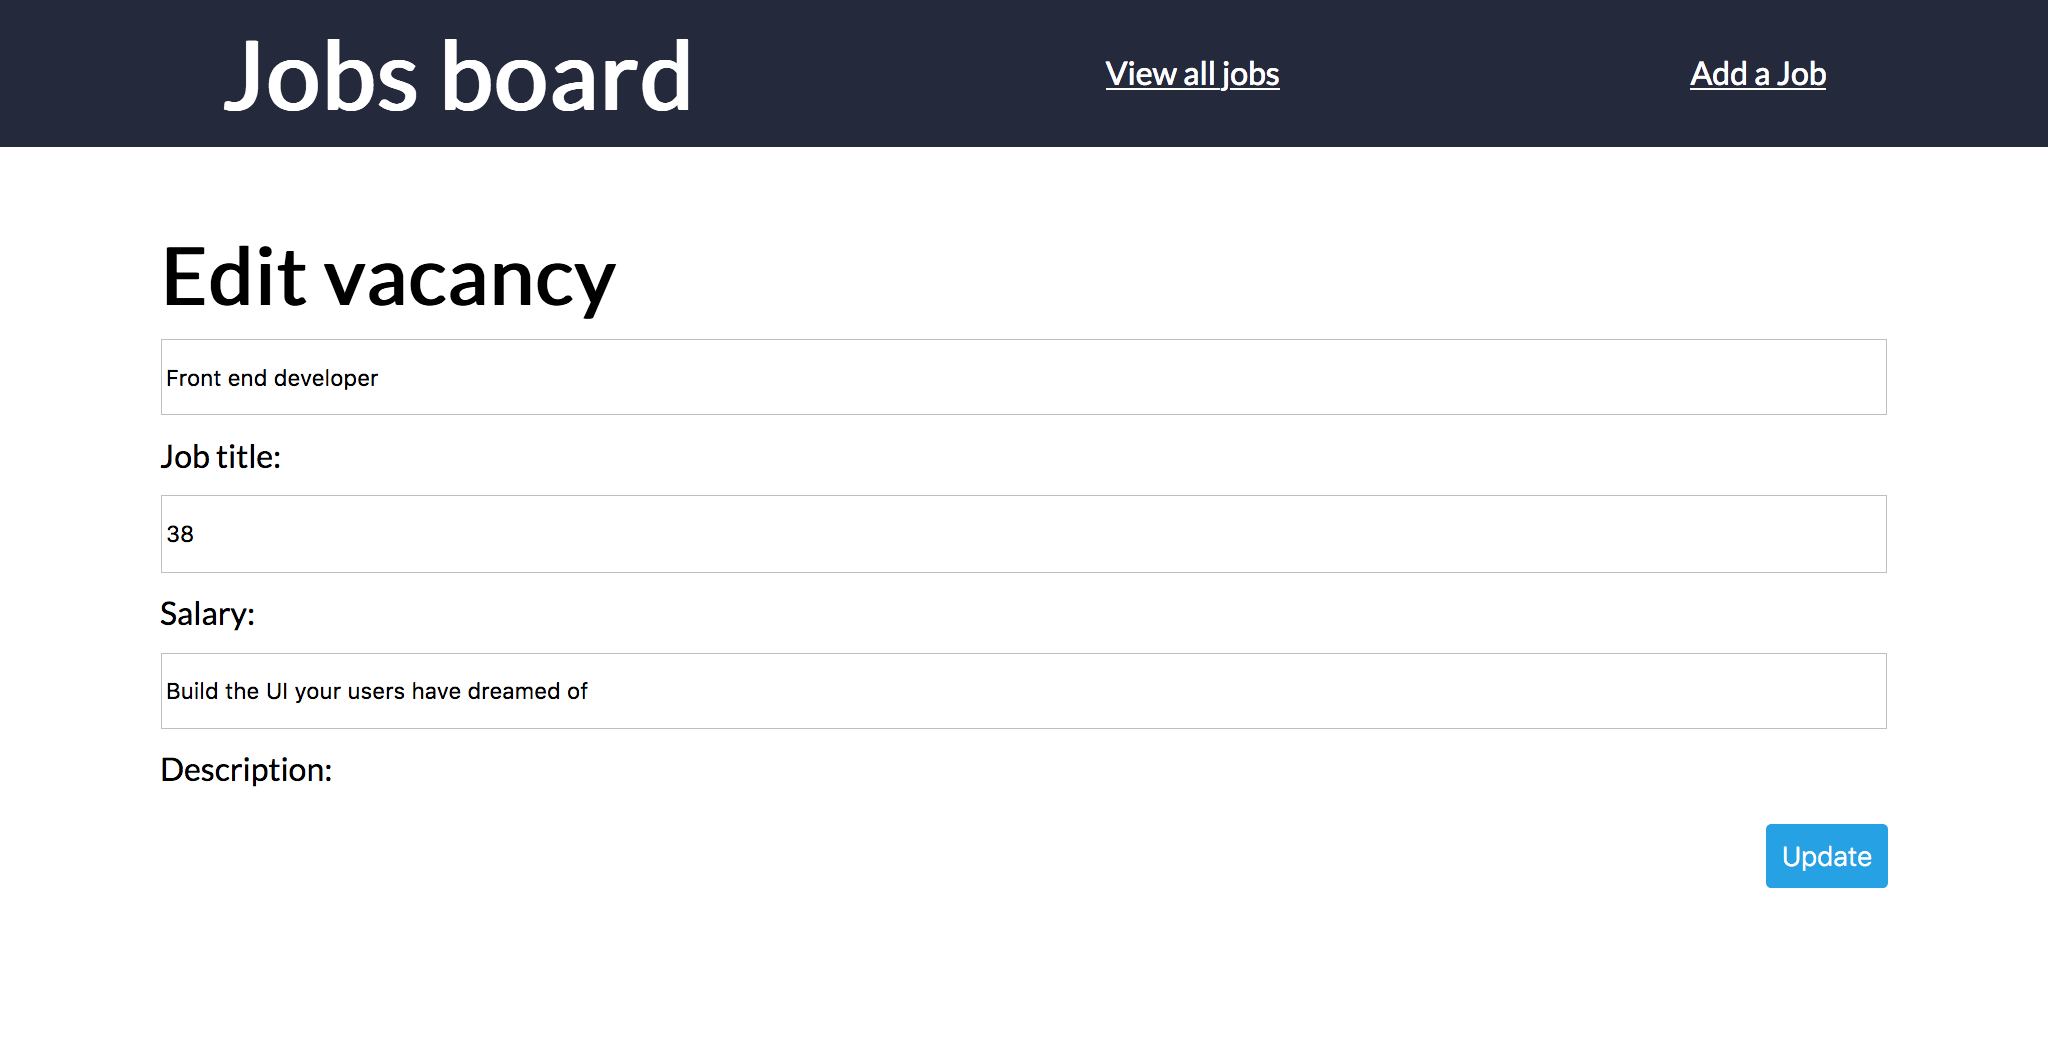 Jobs board
View all jobs
Add a Job
Edit vacancy
Front end developer
Job title:
38
Salary:
Build the UI your users have dreamed of
Description:
Update